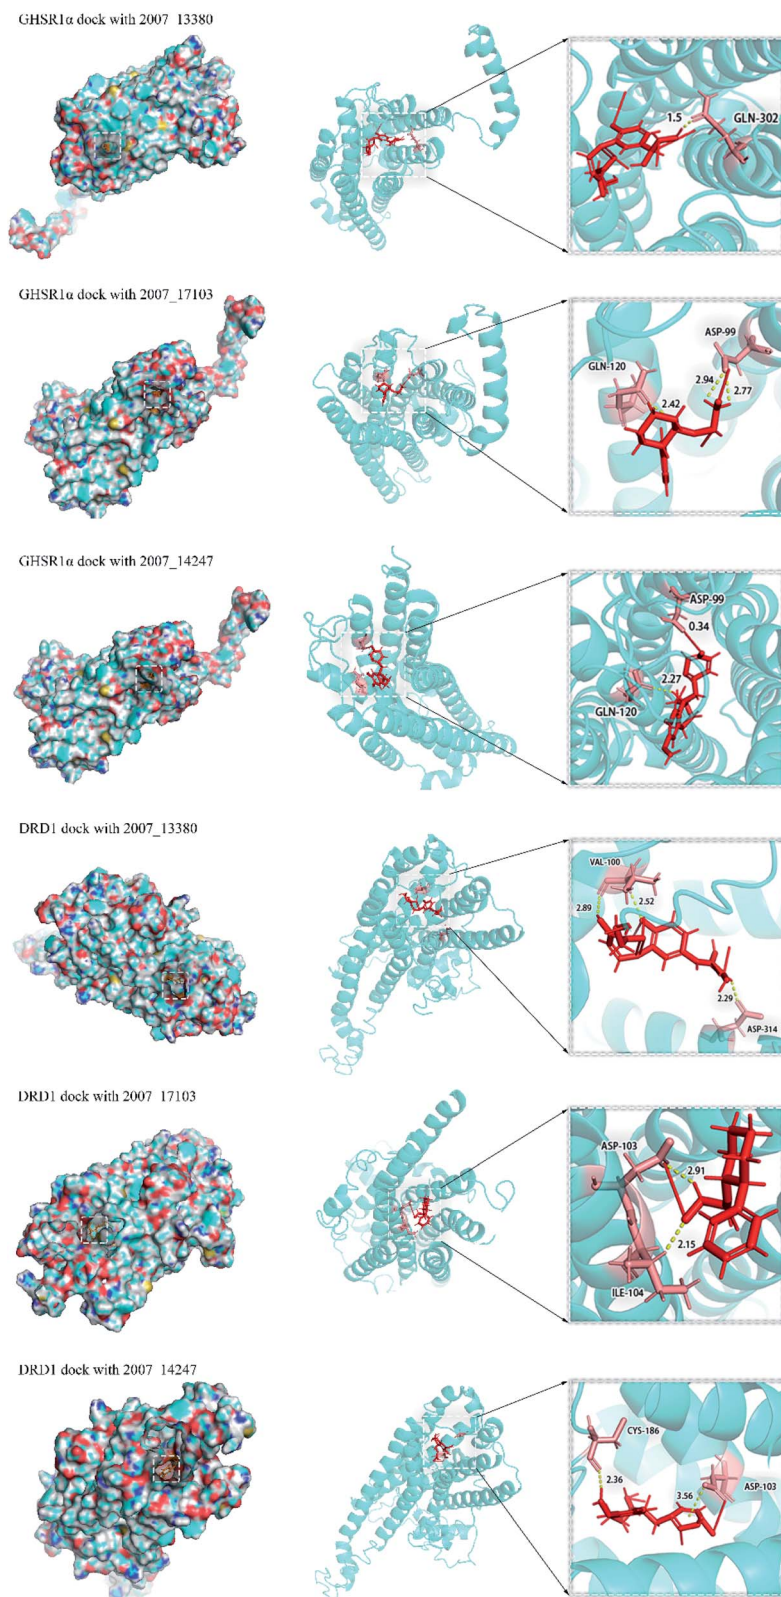 GHSR1α dock with 2007_13380
1.5
GLN-302
GHSR1α dock with 2007_17103
ASP-99
GLN-120
2.94
2.77
2.42
GHSR1α dock with 2007_14247
ASP-99
0.34
2.27
GLN-120
DRD1 dock with 2007_13380
VAL-100
2.89
2.52
2.29
ASP-314
DRD1 dock with 2007_17103
ASP-103
2.91
2.15
ILE-104
DRD1 dock with 2007_14247
CYS-186
2.36
3.56
ASP-103